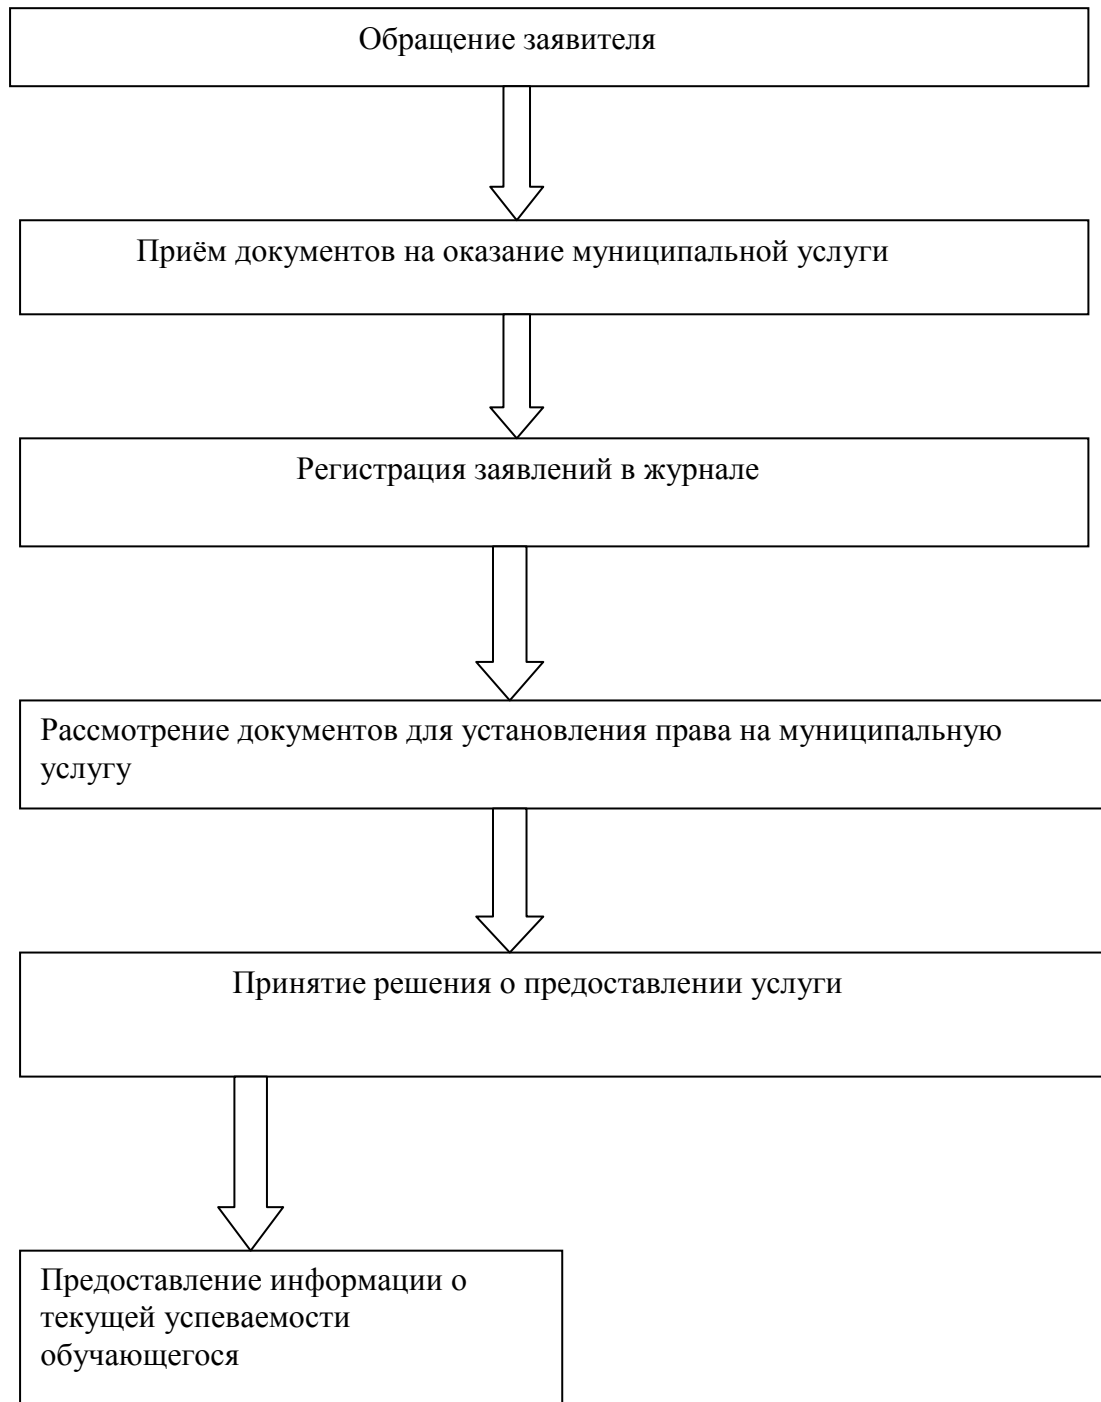 Обращение заявителя
Приём документов на оказание муниципальной услуги
Регистрация заявлений в журнале
Рассмотрение документов для установления права на муниципальную
услугу
Принятие решения о предоставлении услуги
Предоставление информации о
текущей успеваемости
обучающегося